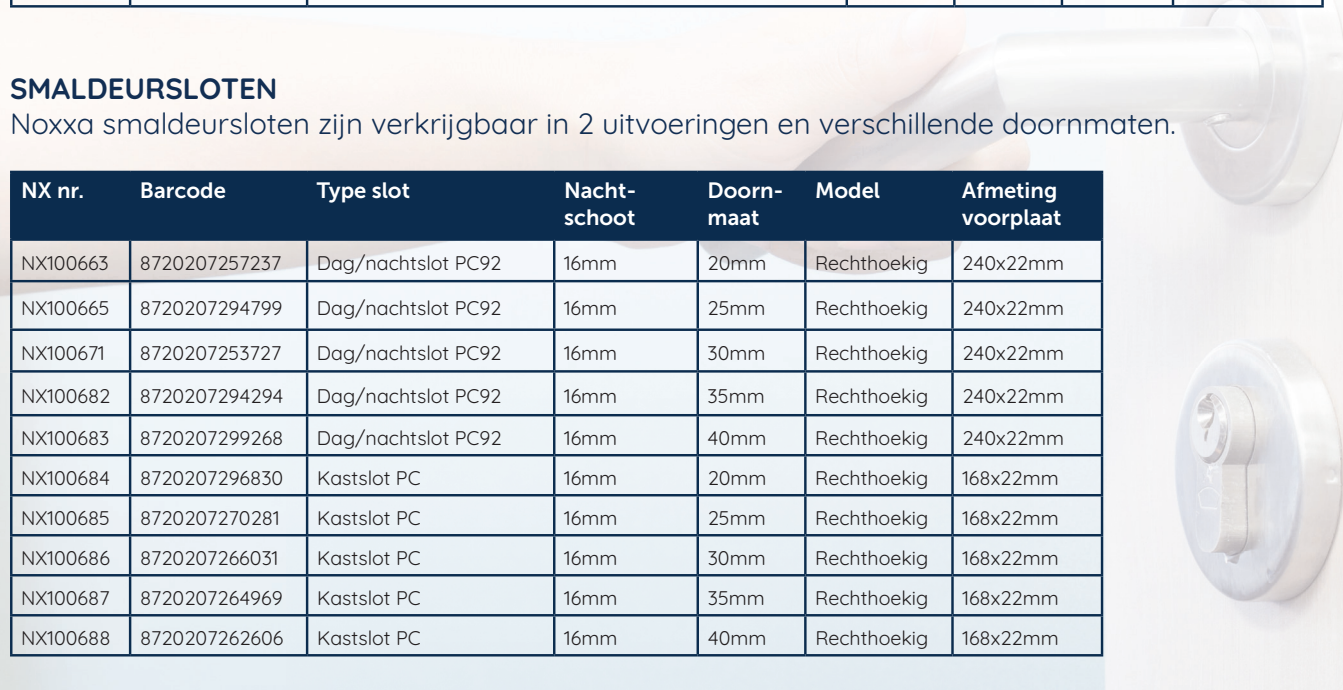 SMALDEURSLOTEN
Noxxa smaldeursloten zijn verkrijgbaar in 2 uitvoeringen en verschillende doornmaten.
NX nr. Barcode Type slot Nacht-schoot Doorn-maat Model Afmeting voorplaat
NX100663 8720207257237 Dag/nachtslot PC92 16mm 20mm Rechthoekig 240x22mm
NX100665 8720207294799 Dag/nachtslot PC92 16mm 25mm Rechthoekig 240x22mm
NX100671 8720207253727 Dag/nachtslot PC92 16mm 30mm Rechthoekig 240x22mm
NX100682 8720207294294 Dag/nachtslot PC92 16mm 35mm Rechthoekig 240x22mm
NX100683 8720207299268 Dag/nachtslot PC92 16mm 40mm Rechthoekig 240x22mm
NX100684 8720207296830 Kastslot PC 16mm 20mm Rechthoekig 168x22mm
NX100685 8720207270281 Kastslot PC 16mm 25mm Rechthoekig 168x22mm
NX100686 8720207266031 Kastslot PC 16mm 30mm Rechthoekig 168x22mm
NX100687 8720207264969 Kastslot PC 16mm 35mm Rechthoekig 168x22mm
NX100688 8720207262606 Kastslot PC 16mm 40mm Rechthoekig 168x22mm